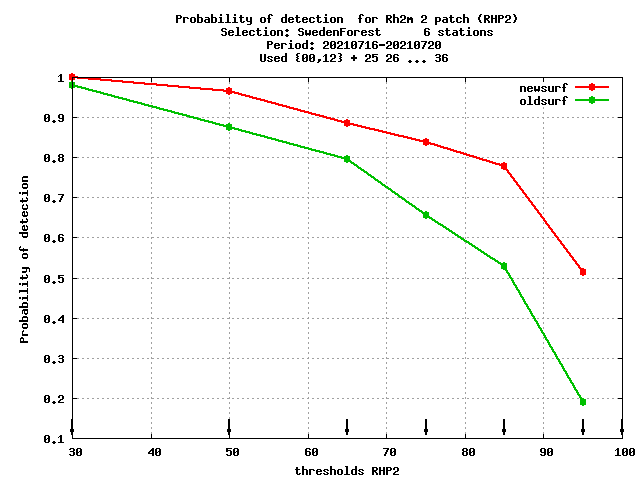 Probability of detection  for Rh2m 2 patch (RHP2)
Selection: SwedenForest      6 stations
Period: 20210716-20210720
Used {00,12} + 25 26 ... 36
newsurf
oldsurf
1
0.9
0.8
0.7
0.6
0.5
0.4
0.3
0.2
0.1
Probability of detection
30 40 50 60 70 80 90 100
thresholds RHP2